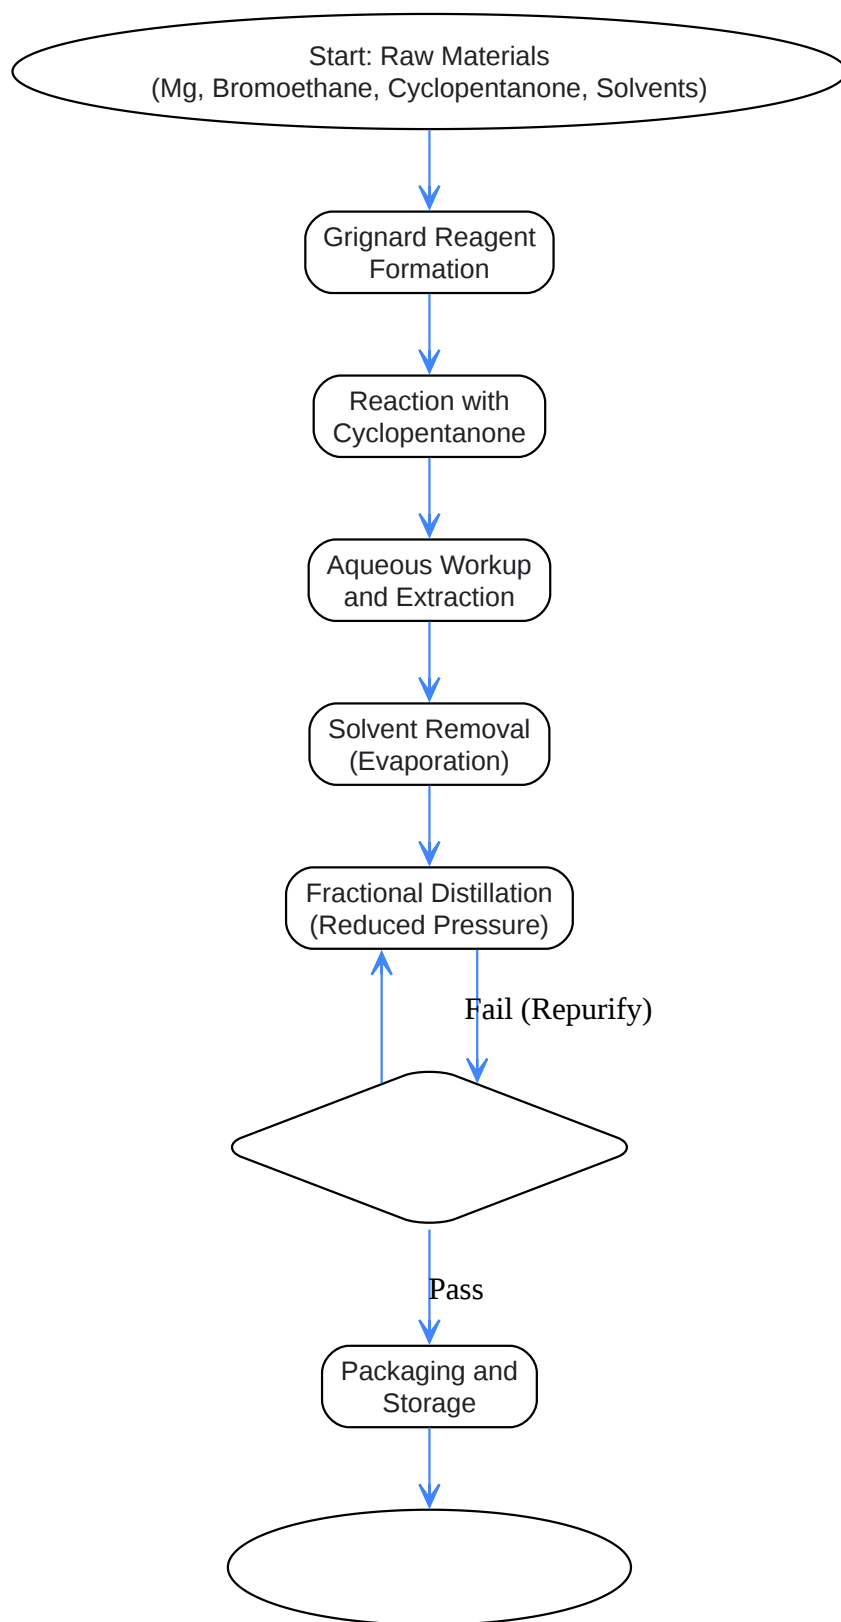 Start: Raw Materials
(Mg, Bromoethane, Cyclopentanone, Solvents)
Grignard Reagent
Formation
Reaction with
Cyclopentanone
Aqueous Workup
and Extraction
Solvent Removal
(Evaporation)
Fractional Distillation
(Reduced Pressure)
Fail (Repurify)
Pass
Packaging and
Storage